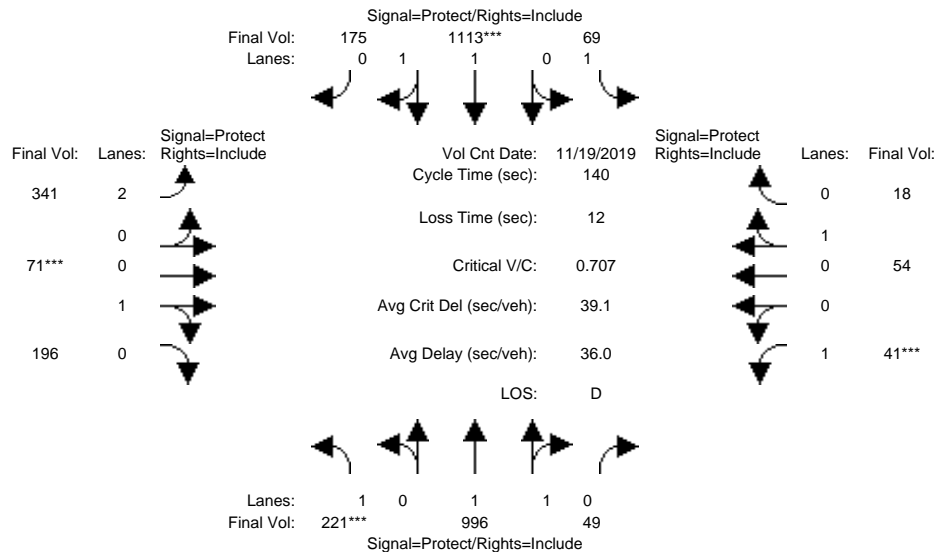 Signal=Protect/Rights=Include
Final Vol: 175 1113*** 69
Lanes: 0 1 1 0 1
Signal=Protect Signal=Protect
Final Vol: Lanes: Rights=Include Vol Cnt Date: 11/19/2019 Rights=Include Lanes: Final Vol:
Cycle Time (sec): 140
341 2 0 18
Loss Time (sec): 12
0 1
71*** 0 Critical V/C: 0.707 0 54
1 Avg Crit Del (sec/veh): 39.1 0
196 0 Avg Delay (sec/veh): 36.0 1 41***
LOS: D
Lanes: 1 0 1 1 0
Final Vol: 221*** 996 49
Signal=Protect/Rights=Include